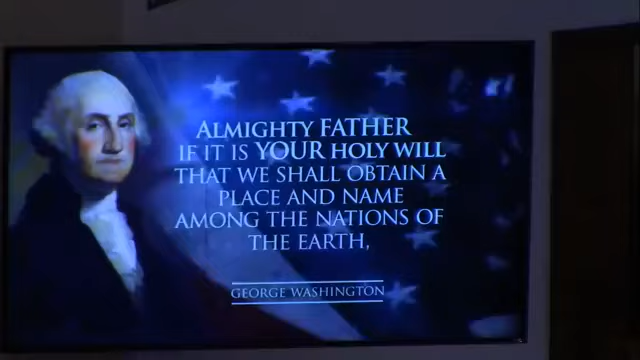 ALMIGHTY FATHER
IF IT IS YOUR HOLY WILL
THAT WE SHALL OBTAIN A
PLACE AND NAME
AMONG THE NATIONS OF
THE EARTH,
GEORGE WASHINGTON